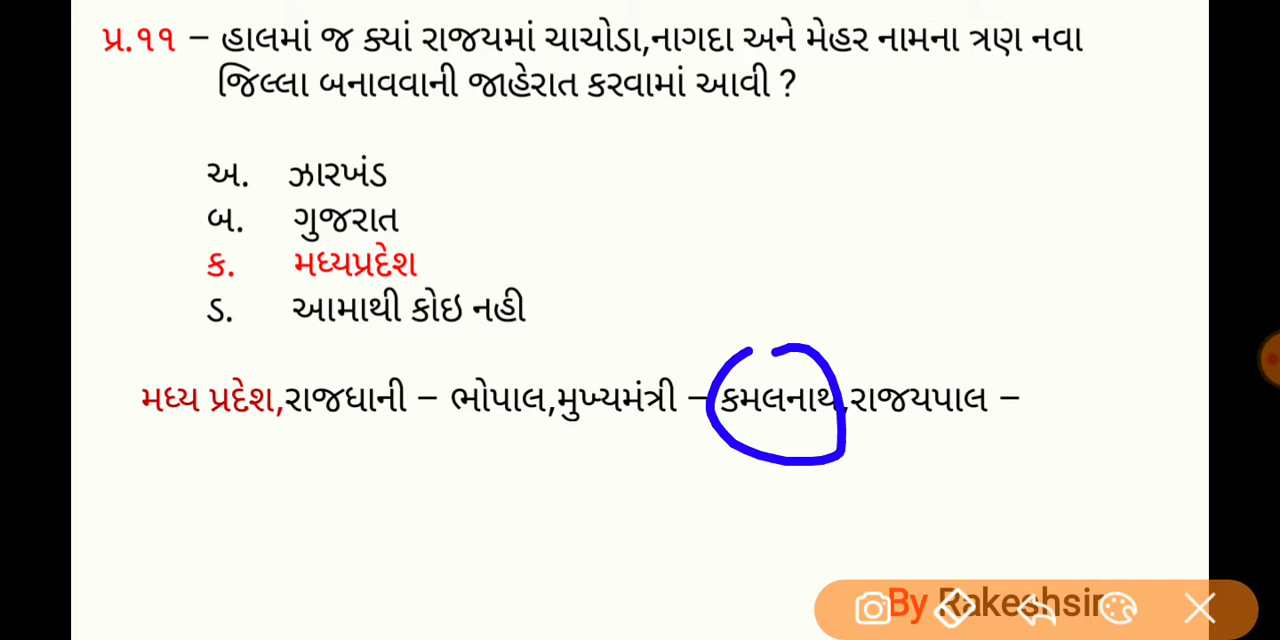 પ્ર.૧૧ – હાલમાં જ ક્યાં રાજયમાં ચાચોડા,નાગદા અને મેહર નામના ત્રણ નવા
જિલ્લા બનાવવાની જાહેરાત કરવામાં આવી ?
અ. ઝારખંડ
બ. ગુજરાત
ક. મધ્યપ્રદેશ
ડ. આમાથી કોઇ નહી
મધ્ય પ્રદેશ,રાજધાની – ભોપાલ,મુખ્યમંત્રી – કમલનાથ,રાજયપાલ –
By Rakeshsir